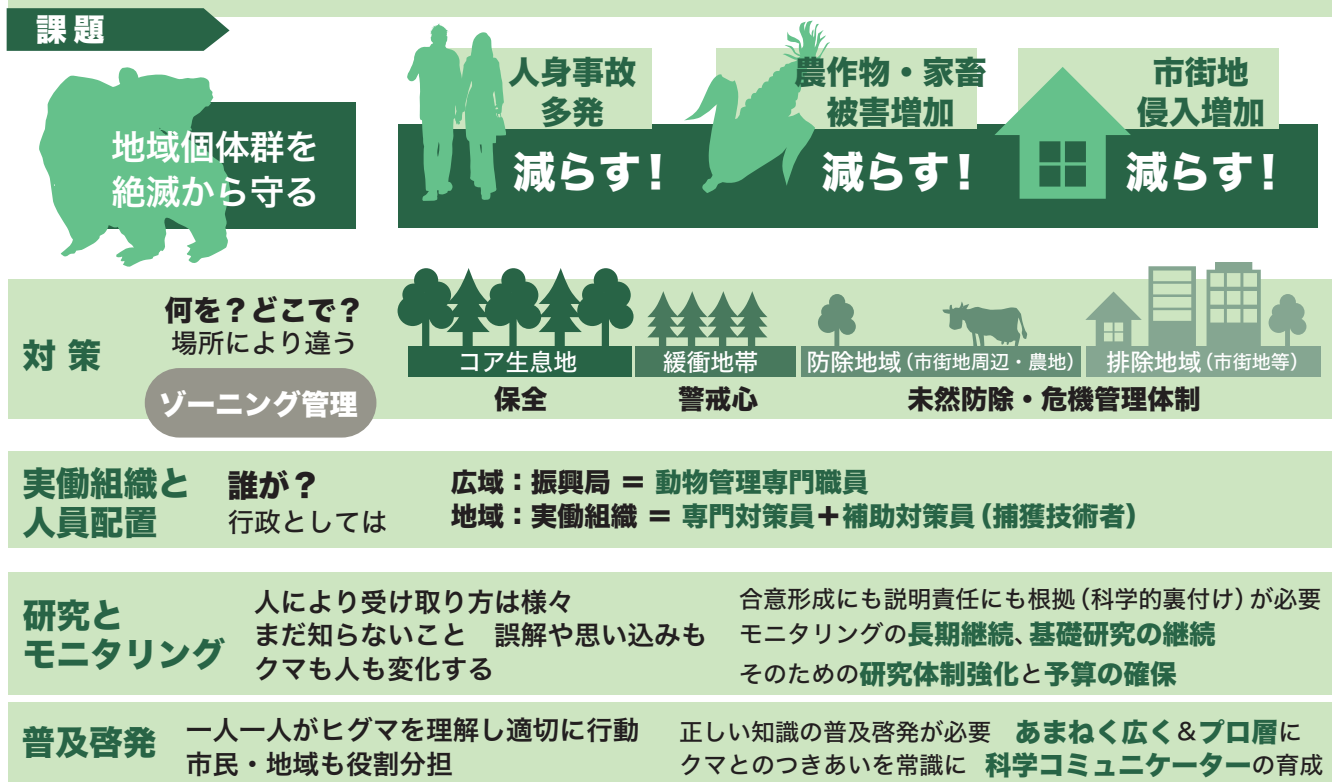 課題
地域個体群を
絶滅から守る
人身事故
多発
減らす！
農作物・家畜
被害増加
減らす！
市街地
侵入増加
減らす！
対策
何を？どこで？
場所により違う
ゾーニング管理
コア生息地
保全
緩衝地帯
警戒心
防除地域（市街地周辺・農地）
排除地域（市街地等）
未然防除・危機管理体制
実働組織と
人員配置
誰が？
行政としては
広域：振興局 ＝ 動物管理専門職員
地域：実働組織 ＝ 専門対策員＋補助対策員（捕獲技術者）
研究と
モニタリング
人により受け取り方は様々
まだ知らないこと　誤解や思い込みも
クマも人も変化する
合意形成にも説明責任にも根拠（科学的裏付け）が必要
モニタリングの長期継続、基礎研究の継続
そのための研究体制強化と予算の確保
普及啓発
一人一人がヒグマを理解し適切に行動
市民・地域も役割分担
正しい知識の普及啓発が必要　あまねく広く＆プロ層に
クマとのつきあいを常識に　科学コミュニケーターの育成